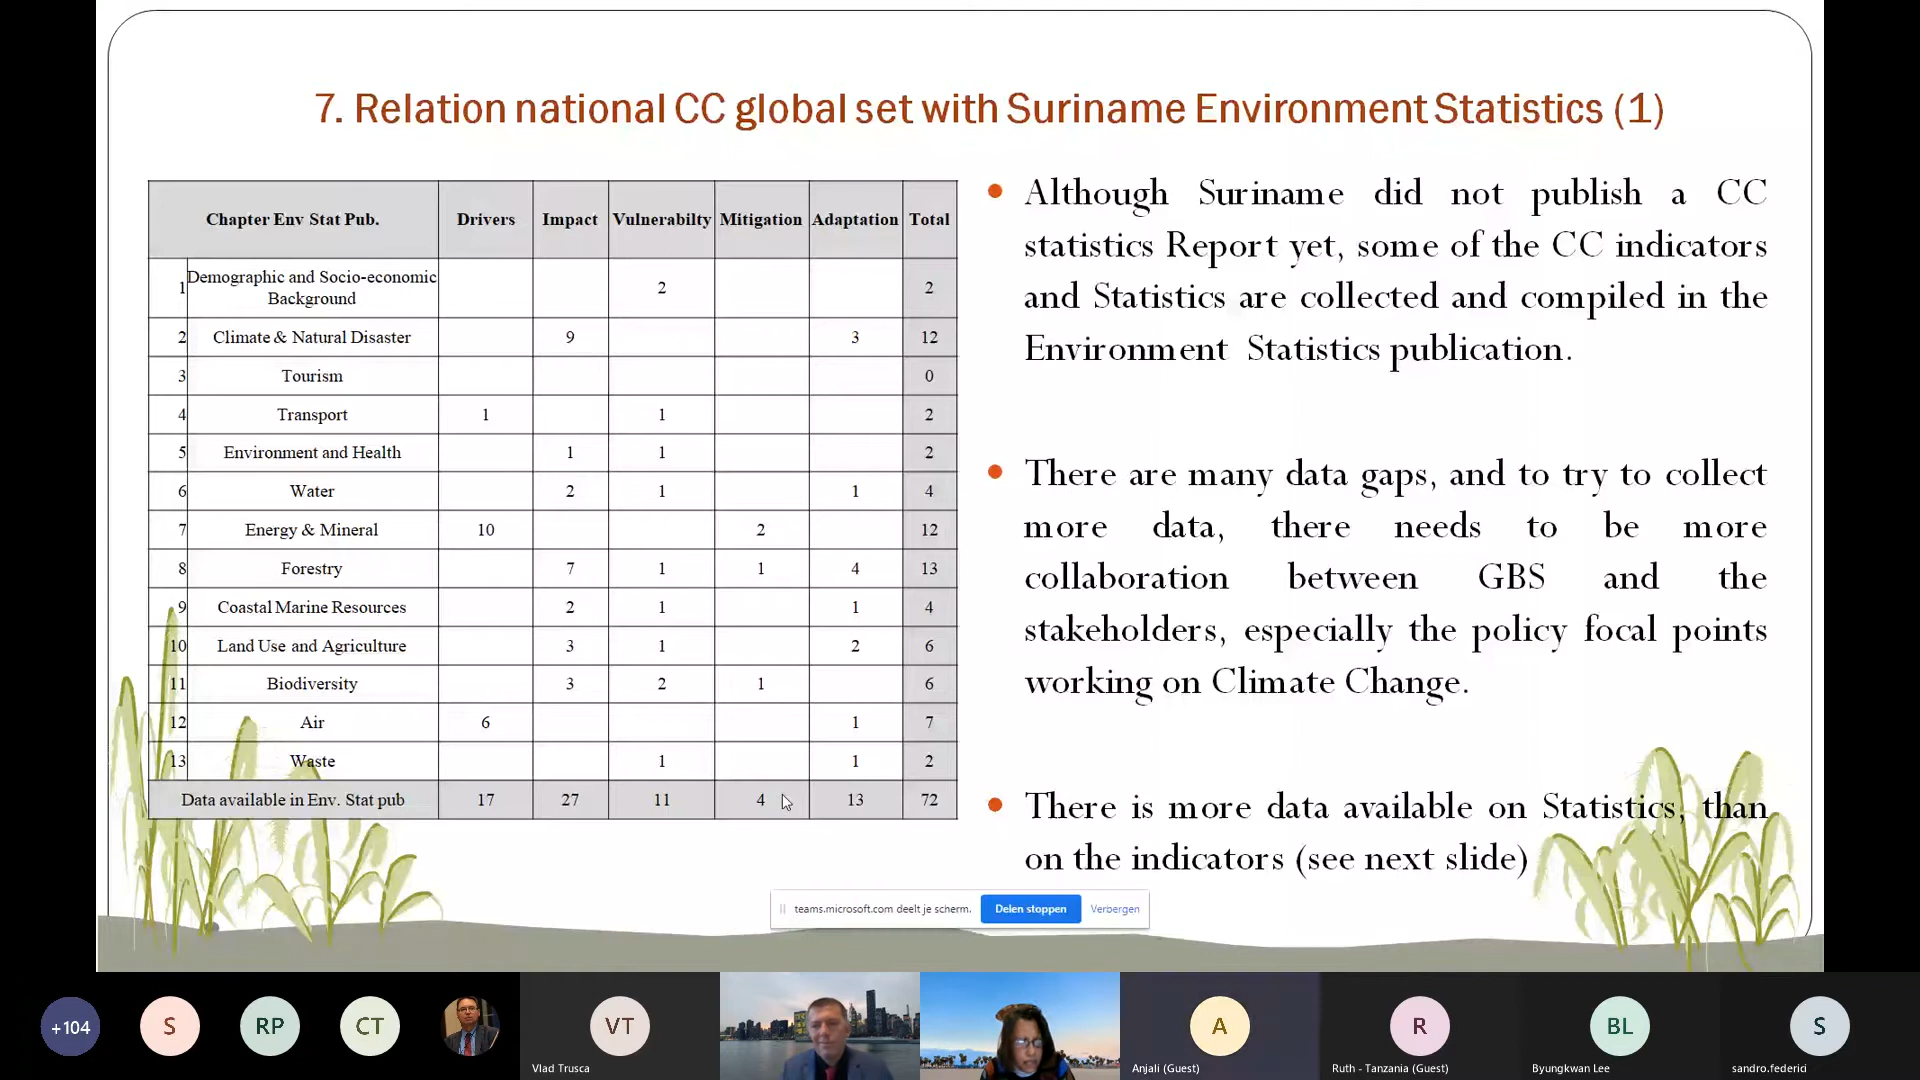 7. Relation national CC global set with Suriname Environment Statistics (1)
Chapter Env Stat Pub. Drivers Impact Vulnerabilty Mitigation Adaptation Total
1 Demographic and Socio-economic Background 2 2
2 Climate & Natural Disaster 9 3 12
3 Tourism 0
4 Transport 1 1 2
5 Environment and Health 1 1 2
6 Water 2 1 1 4
7 Energy & Mineral 10 2 12
8 Forestry 7 1 1 4 13
9 Coastal Marine Resources 2 1 1 4
10 Land Use and Agriculture 3 1 2 6
11 Biodiversity 3 2 1 6
12 Air 6 1 7
13 Waste 1 1 2
Data available in Env. Stat pub 17 27 11 4 13 72
Although Suriname did not publish a CC
statistics Report yet, some of the CC indicators
and Statistics are collected and compiled in the
Environment Statistics publication.
There are many data gaps, and to try to collect
more data, there needs to be more
collaboration between GBS and the
stakeholders, especially the policy focal points
working on Climate Change.
There is more data available on Statistics, than
on the indicators (see next slide)
teams.microsoft.com deelt je scherm. Delen stoppen Verbergen
+104 S RP CT VT A R BL S
Vlad Trusca Anjali (Guest) Ruth - Tanzania (Guest) Byungkwan Lee sandro.federici